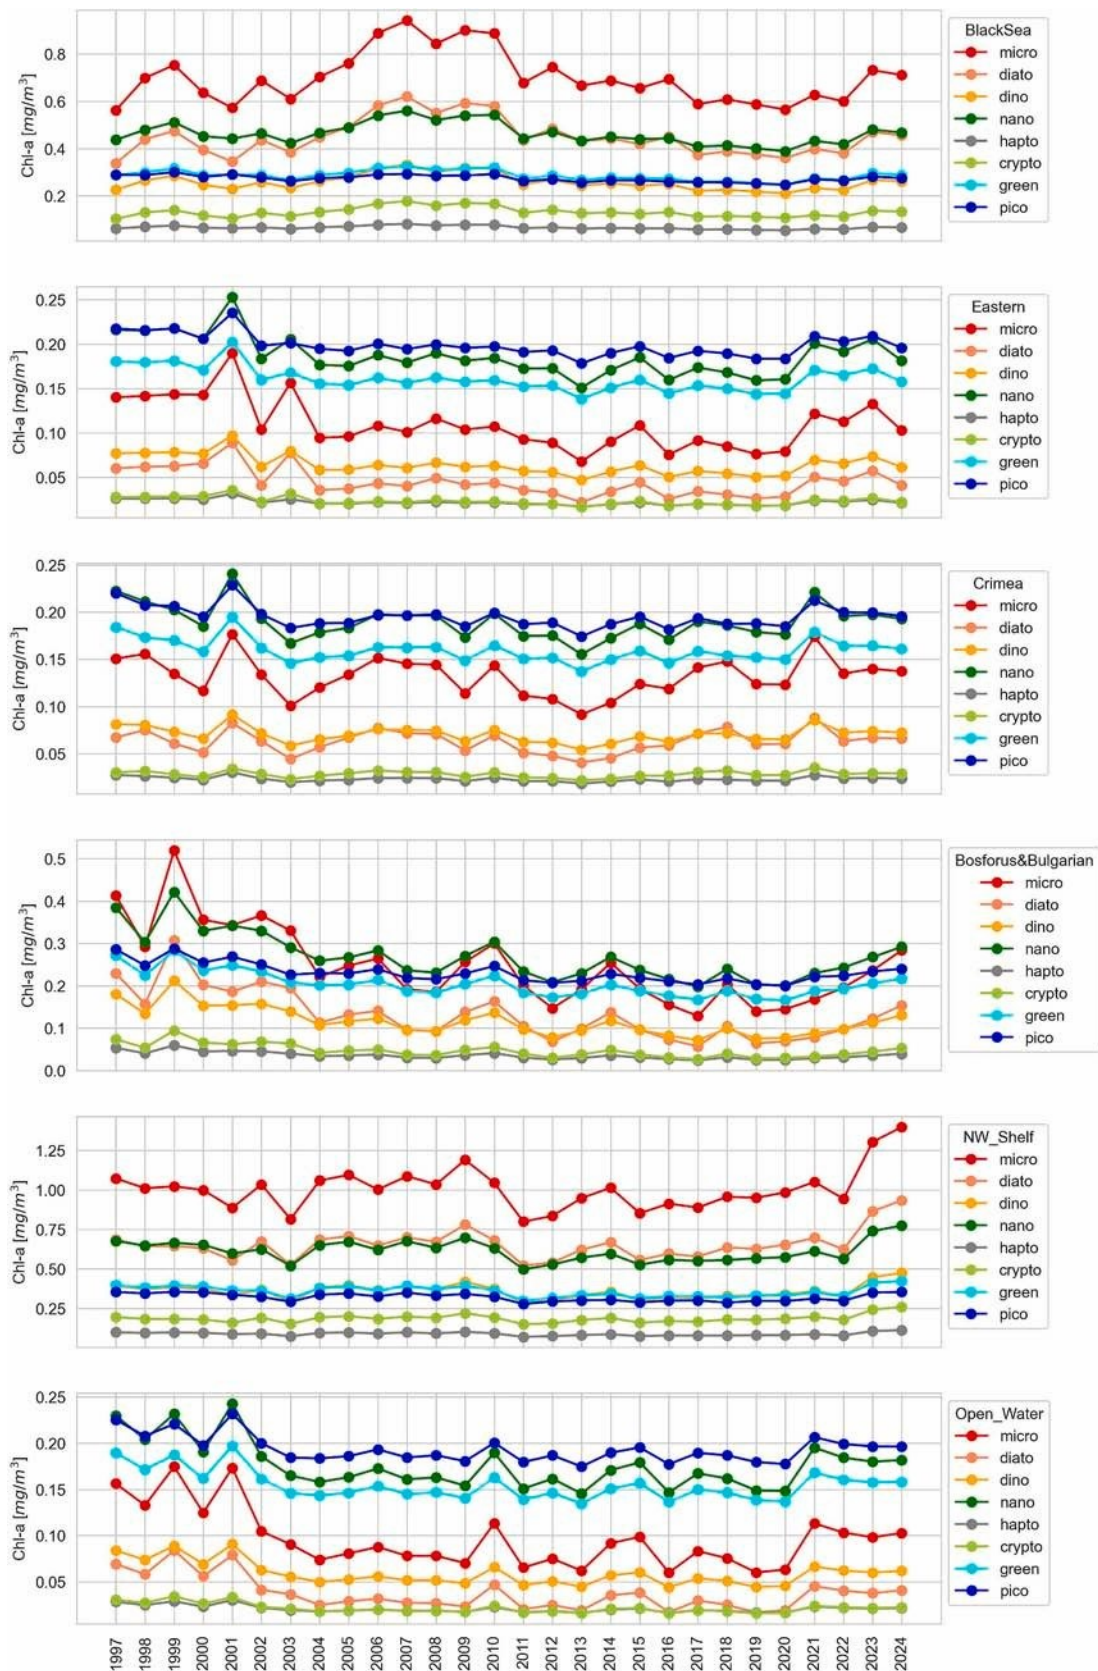 Chl-a [mg/m³]
0.8
0.6
0.4
0.2
BlackSea
micro
diato
dino
nano
hapto
crypto
green
pico
Chl-a [mg/m³]
0.25
0.20
0.15
0.10
0.05
Eastern
micro
diato
dino
nano
hapto
crypto
green
pico
Chl-a [mg/m³]
0.25
0.20
0.15
0.10
0.05
Crimea
micro
diato
dino
nano
hapto
crypto
green
pico
Chl-a [mg/m³]
0.5
0.4
0.3
0.2
0.1
0.0
Bosforus&Bulgarian
micro
diato
dino
nano
hapto
crypto
green
pico
Chl-a [mg/m³]
1.25
1.00
0.75
0.50
0.25
NW_Shelf
micro
diato
dino
nano
hapto
crypto
green
pico
Chl-a [mg/m³]
0.25
0.20
0.15
0.10
0.05
Open_Water
micro
diato
dino
nano
hapto
crypto
green
pico
1997
1998
1999
2000
2001
2002
2003
2004
2005
2006
2007
2008
2009
2010
2011
2012
2013
2014
2015
2016
2017
2018
2019
2020
2021
2022
2023
2024